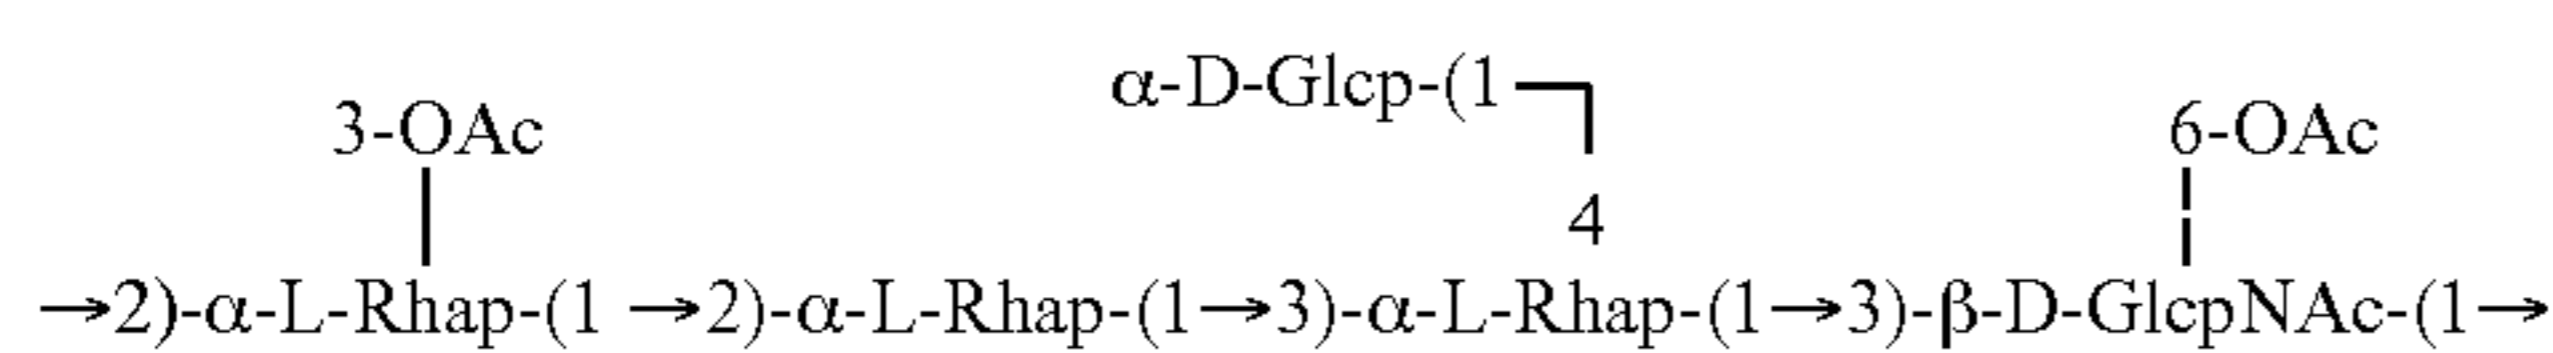 α-D-Glcp-(1
3-OAc
6-OAc
4
→2)-α-L-Rhap-(1 →2)-α-L-Rhap-(1→3)-α-L-Rhap-(1→3)-β-D-GlcpNAc-(1→